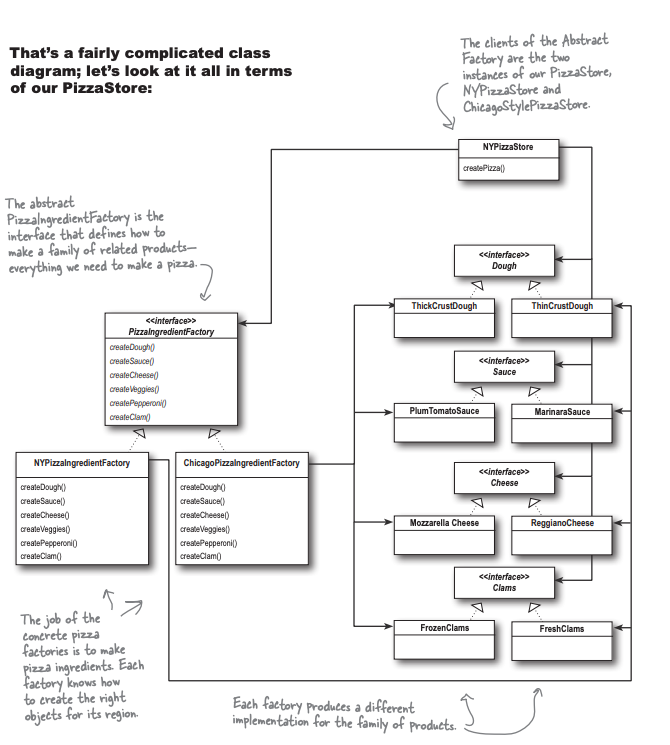 That's a fairly complicated class
diagram; let's look at it all in terms
of our PizzaStore:
The clients of the Abstract
Factory are the two
instances of our PizzaStore,
NYPizzaStore and
ChicagoStylePizzaStore.
NYPizzaStore
createPizza()
The abstract
PizzaIngredientFactory is the
interface that defines how to
make a family of related products—
everything we need to make a pizza.
<<interface>>
Dough
ThickCrustDough
ThinCrustDough
<<interface>>
PizzaIngredientFactory
createDough()
createSauce()
createCheese()
createVeggies()
createPepperoni()
createClam()
<<interface>>
Sauce
PlumTomatoSauce
MarinaraSauce
NYPizzaIngredientFactory
createDough()
createSauce()
createCheese()
createVeggies()
createPepperoni()
createClam()
ChicagoPizzaIngredientFactory
createDough()
createSauce()
createCheese()
createVeggies()
createPepperoni()
createClam()
<<interface>>
Cheese
Mozzarella Cheese
ReggianoCheese
<<interface>>
Clams
FrozenClams
FreshClams
The job of the
concrete pizza
factories is to make
pizza ingredients. Each
factory knows how
to create the right
objects for its region.
Each factory produces a different
implementation for the family of products.